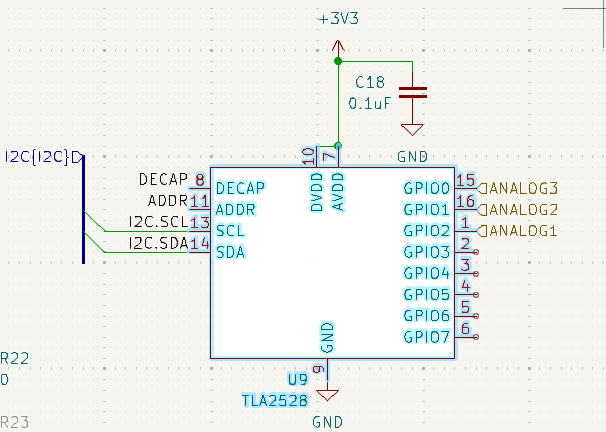 +3V3
C18
0.1uF
GND
I2C{I2C}
10
7
DVDD
AVDD
DECAP 8 DECAP
ADDR 11 ADDR
I2C.SCL 13 SCL
I2C.SDA 14 SDA
GPIO0 15 ANALOG3
GPIO1 16 ANALOG2
GPIO2 1 ANALOG1
GPIO3 2
GPIO4 3
GPIO5 4
GPIO6 5
GPIO7 6
GND
9
U9
TLA2528
GND
R22
0
R23